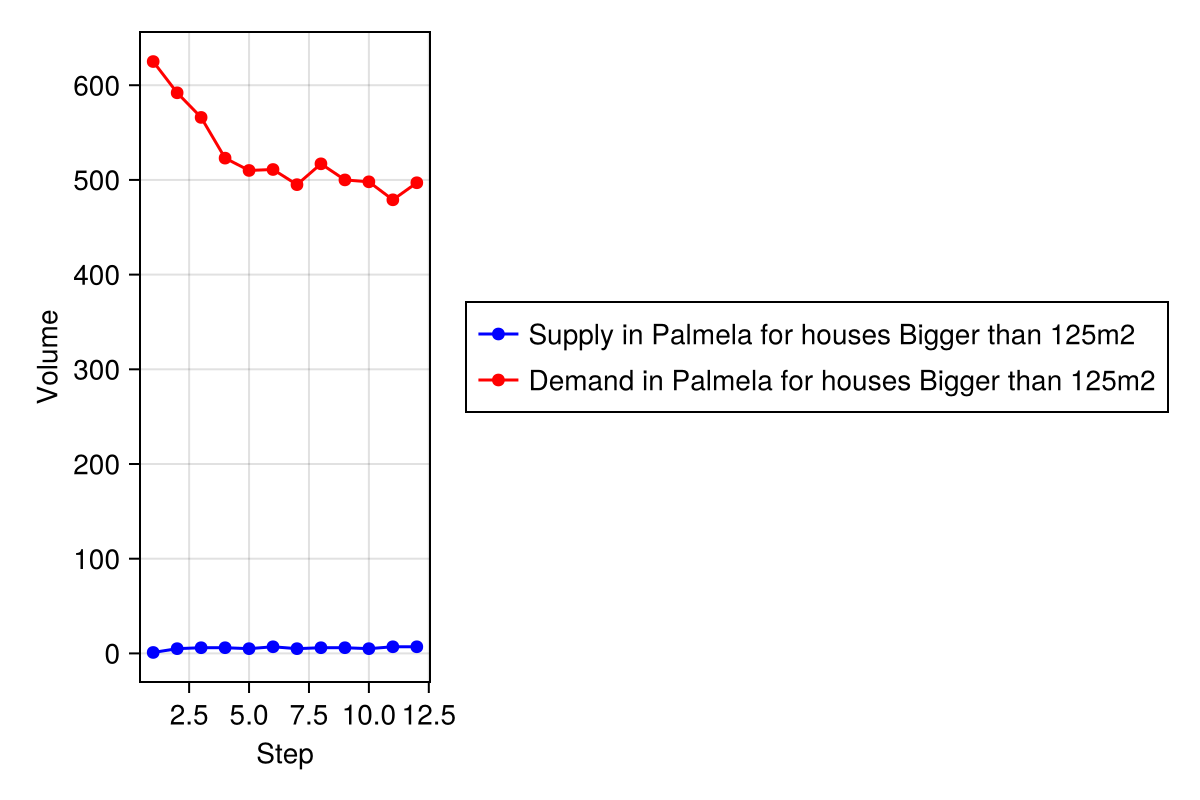 600
500
400
300
200
100
0
Volume
2.5 5.0 7.5 10.0 12.5
Step
Supply in Palmela for houses Bigger than 125m2
Demand in Palmela for houses Bigger than 125m2